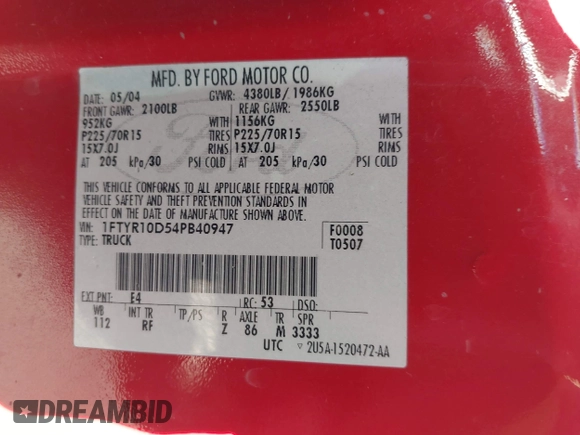 MFD. BY FORD MOTOR CO.
DATE: 05/04 GVWR: 4380LB/ 1986KG
FRONT GAWR: 2100LB REAR GAWR: 2550LB
952KG WITH 1156KG WITH
P225/70R15 TIRES P225/70R15 TIRES
15X7.0J RIMS 15X7.0J RIMS
AT 205 kPa/30 PSI COLD AT 205 kPa/30 PSI COLD
THIS VEHICLE CONFORMS TO ALL APPLICABLE FEDERAL MOTOR
VEHICLE SAFETY AND THEFT PREVENTION STANDARDS IN
EFFECT ON THE DATE OF MANUFACTURE SHOWN ABOVE.
VIN: 1FTYR10D54PB40947 F0008
TYPE: TRUCK T0507
EXT PNT: E4 RC: 53 DSO:
WB INT TR TP/PS R AXLE TR SPR
112 RF Z 86 M 3333
UTC ▽ 2U5A-1520472-AA
Ford
DREAMBID